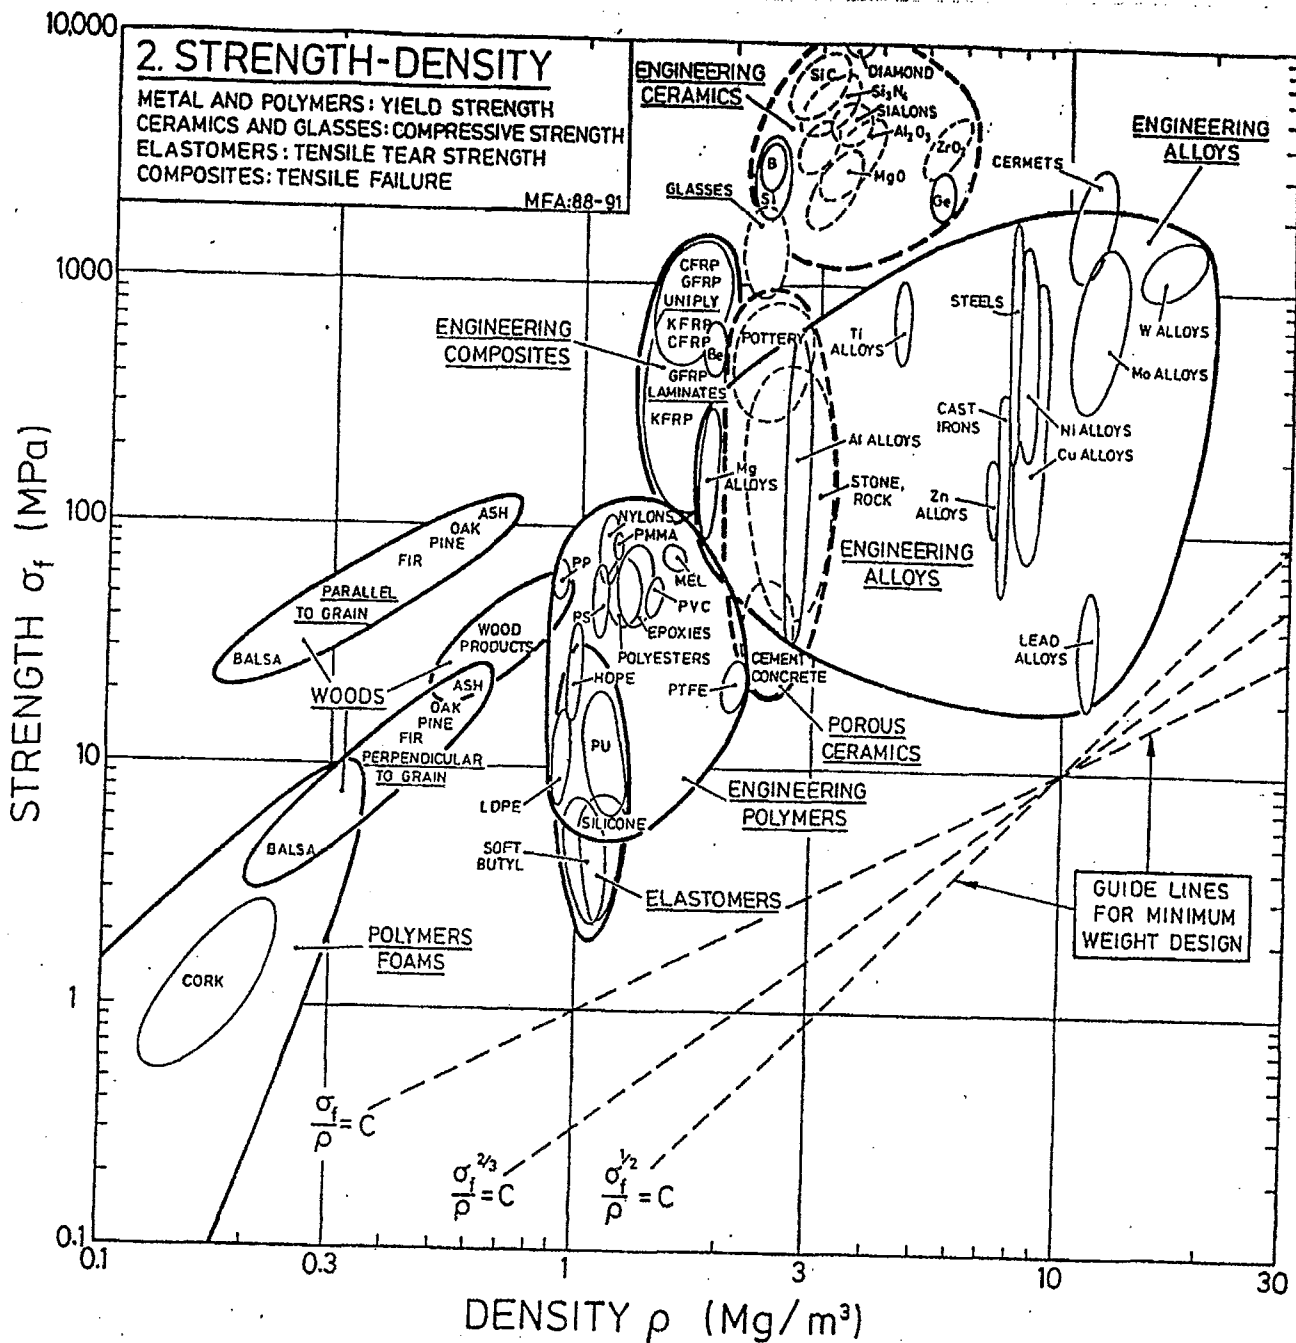 10,000
2. STRENGTH-DENSITY
METAL AND POLYMERS: YIELD STRENGTH
CERAMICS AND GLASSES: COMPRESSIVE STRENGTH
ELASTOMERS: TENSILE TEAR STRENGTH
COMPOSITES: TENSILE FAILURE
MFA:88-91
ENGINEERING
CERAMICS
DIAMOND
SiC
Si3N4
SIALONS
Al2O3
ZrO2
B
MgO
S
Ge
GLASSES
CERMETS
ENGINEERING
ALLOYS
1000
CFRP
GFRP
UNIPLY
KFRP
CFRP
Be
GFRP
LAMINATES
KFRP
ENGINEERING
COMPOSITES
POTTERY
Ti
ALLOYS
STEELS
W ALLOYS
Mo ALLOYS
CAST
IRONS
Ni ALLOYS
Cu ALLOYS
Al ALLOYS
Mg
ALLOYS
STONE,
ROCK
Zn
ALLOYS
ENGINEERING
ALLOYS
STRENGTH σf (MPa)
100
ASH
OAK
PINE
FIR
PARALLEL
TO GRAIN
BALSA
NYLONS
PMMA
PP
MEL
PS
PVC
EPOXIES
POLYESTERS
WOOD
PRODUCTS
HDPE
PTFE
CEMENT
CONCRETE
LEAD
ALLOYS
WOODS
ASH
OAK
PINE
FIR
PERPENDICULAR
TO GRAIN
POROUS
CERAMICS
10
PU
LDPE
ENGINEERING
POLYMERS
SILICONE
BALSA
SOFT
BUTYL
ELASTOMERS
GUIDE LINES
FOR MINIMUM
WEIGHT DESIGN
POLYMERS
FOAMS
CORK
1
σf/ρ = C
σf^2/3/ρ = C
σf^1/2/ρ = C
0.1
0.1
0.3
1
3
10
30
DENSITY ρ (Mg/m³)